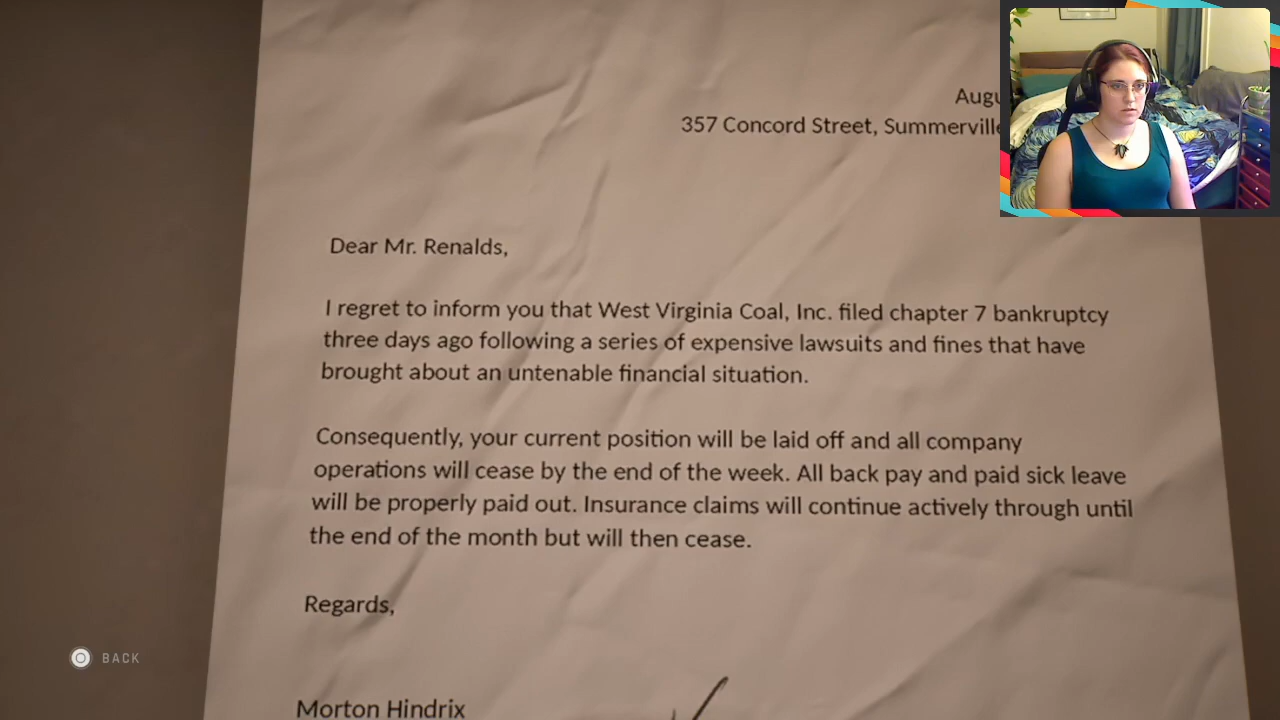 357 Concord Street, Summerville
Dear Mr. Renalds,
I regret to inform you that West Virginia Coal, Inc. filed chapter 7 bankruptcy
three days ago following a series of expensive lawsuits and fines that have
brought about an untenable financial situation.
Consequently, your current position will be laid off and all company
operations will cease by the end of the week. All back pay and paid sick leave
will be properly paid out. Insurance claims will continue actively through until
the end of the month but will then cease.
Regards,
Morton Hindrix
BACK